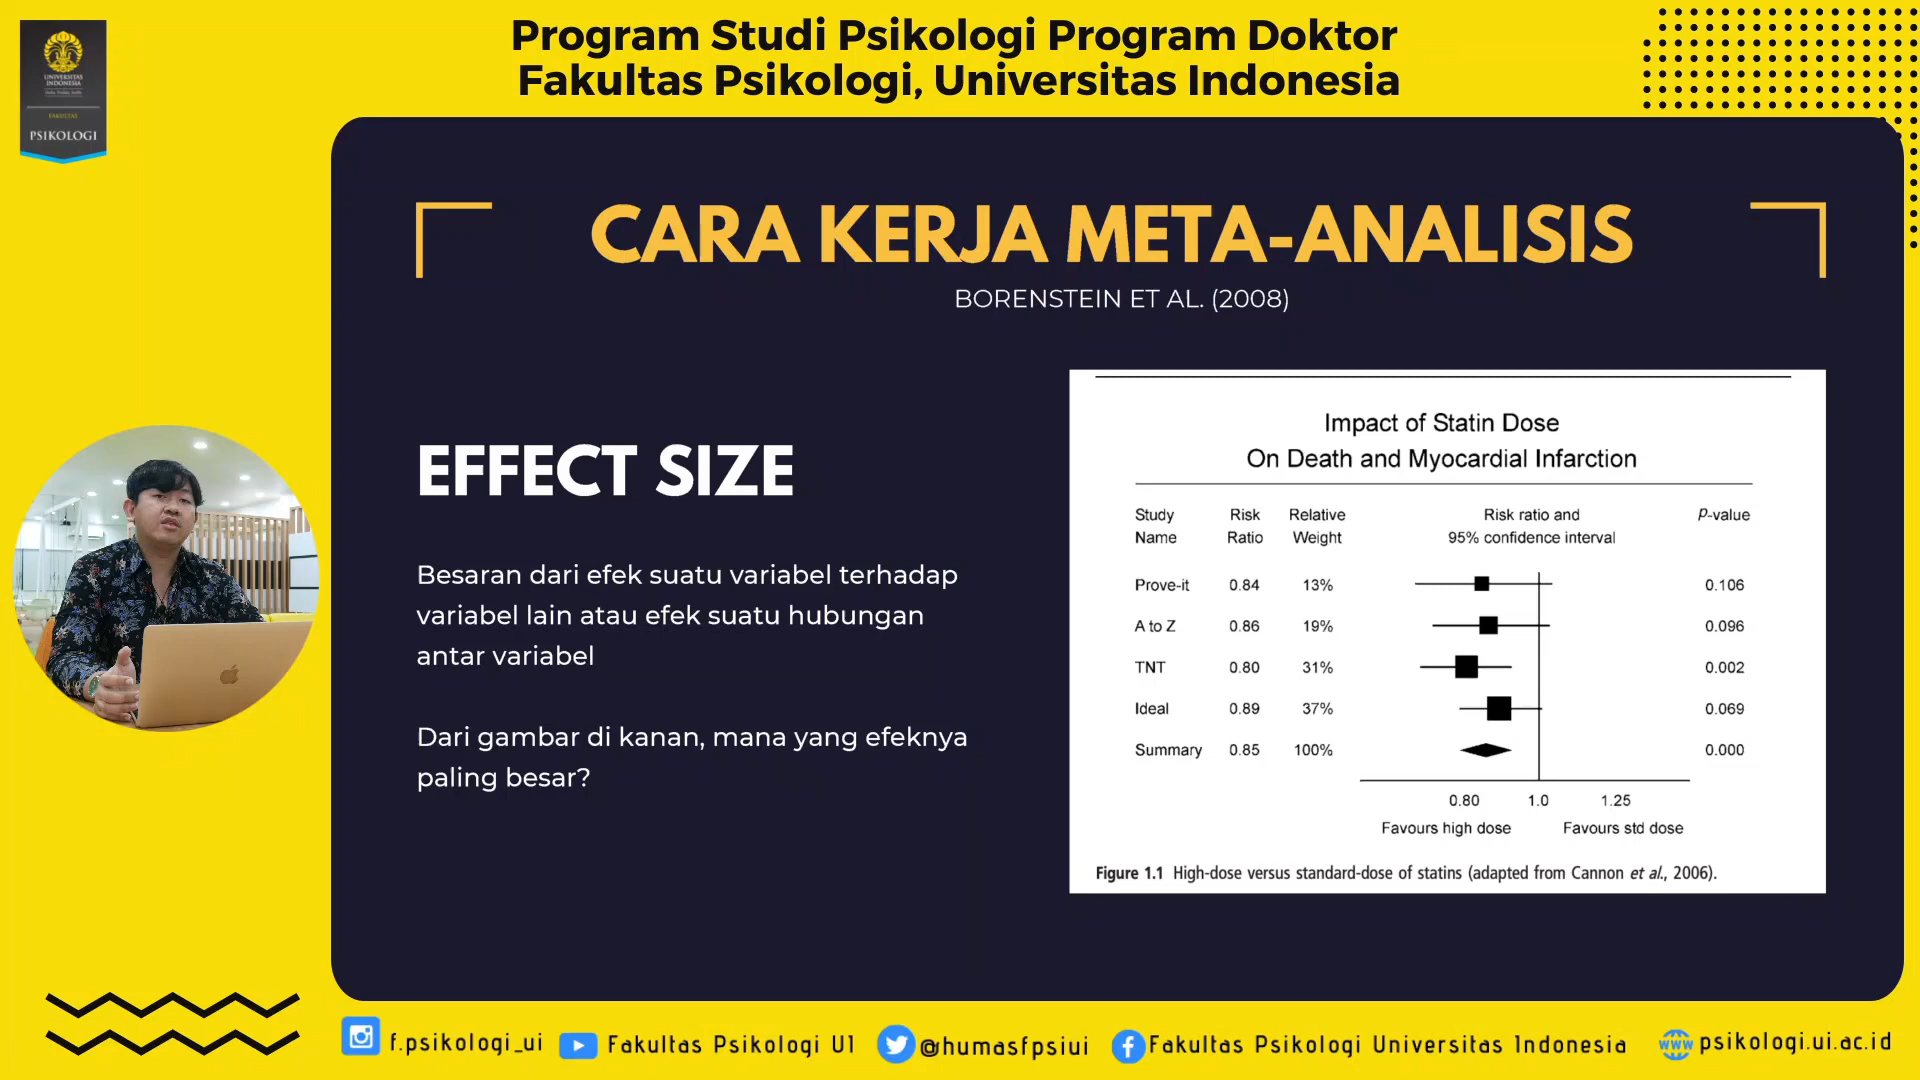 Program Studi Psikologi Program Doktor
Fakultas Psikologi, Universitas Indonesia
UNIVERSITAS
INDONESIA
FAKULTAS
PSIKOLOGI
CARA KERJA META-ANALISIS
BORENSTEIN ET AL. (2008)
EFFECT SIZE
Besaran dari efek suatu variabel terhadap
variabel lain atau efek suatu hubungan
antar variabel
Dari gambar di kanan, mana yang efeknya
paling besar?
Impact of Statin Dose
On Death and Myocardial Infarction
Study Risk Relative Risk ratio and P-value
Name Ratio Weight 95% confidence interval
Prove-it 0.84 13% 0.106
A to Z 0.86 19% 0.096
TNT 0.80 31% 0.002
Ideal 0.89 37% 0.069
Summary 0.85 100% 0.000
0.80 1.0 1.25
Favours high dose Favours std dose
Figure 1.1 High-dose versus standard-dose of statins (adapted from Cannon et al., 2006).
f.psikologi_ui Fakultas Psikologi UI @humasfpsiui Fakultas Psikologi Universitas Indonesia www psikologi.ui.ac.id